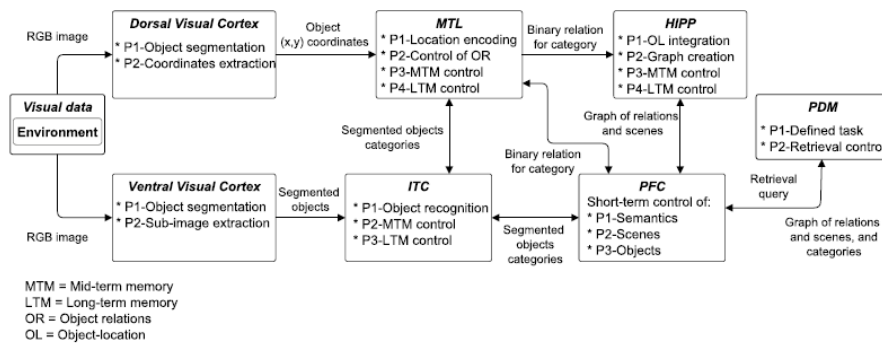 RGB image
Dorsal Visual Cortex
* P1-Object segmentation
* P2-Coordinates extraction
Object
(x,y) coordinates
MTL
* P1-Location encoding
* P2-Control of OR
* P3-MTM control
* P4-LTM control
Binary relation
for category
HIPP
* P1-OL integration
* P2-Graph creation
* P3-MTM control
* P4-LTM control
Visual data
Environment
Segmented objects
categories
Binary relation
for category
Graph of relations
and scenes
PDM
* P1-Defined task
* P2-Retrieval control
RGB image
Ventral Visual Cortex
* P1-Object segmentation
* P2-Sub-image extraction
Segmented
objects
ITC
* P1-Object recognition
* P2-MTM control
* P3-LTM control
Segmented
objects
categories
PFC
Short-term control of:
* P1-Semantics
* P2-Scenes
* P3-Objects
Retrieval
query
Graph of relations
and scenes, and
categories
MTM = Mid-term memory
LTM = Long-term memory
OR = Object relations
OL = Object-location